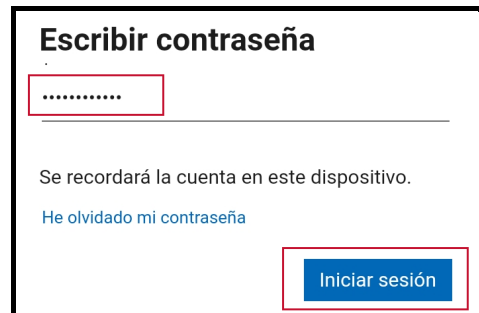 Escribir contraseña
••••••••••••
Se recordará la cuenta en este dispositivo.
He olvidado mi contraseña
Iniciar sesión